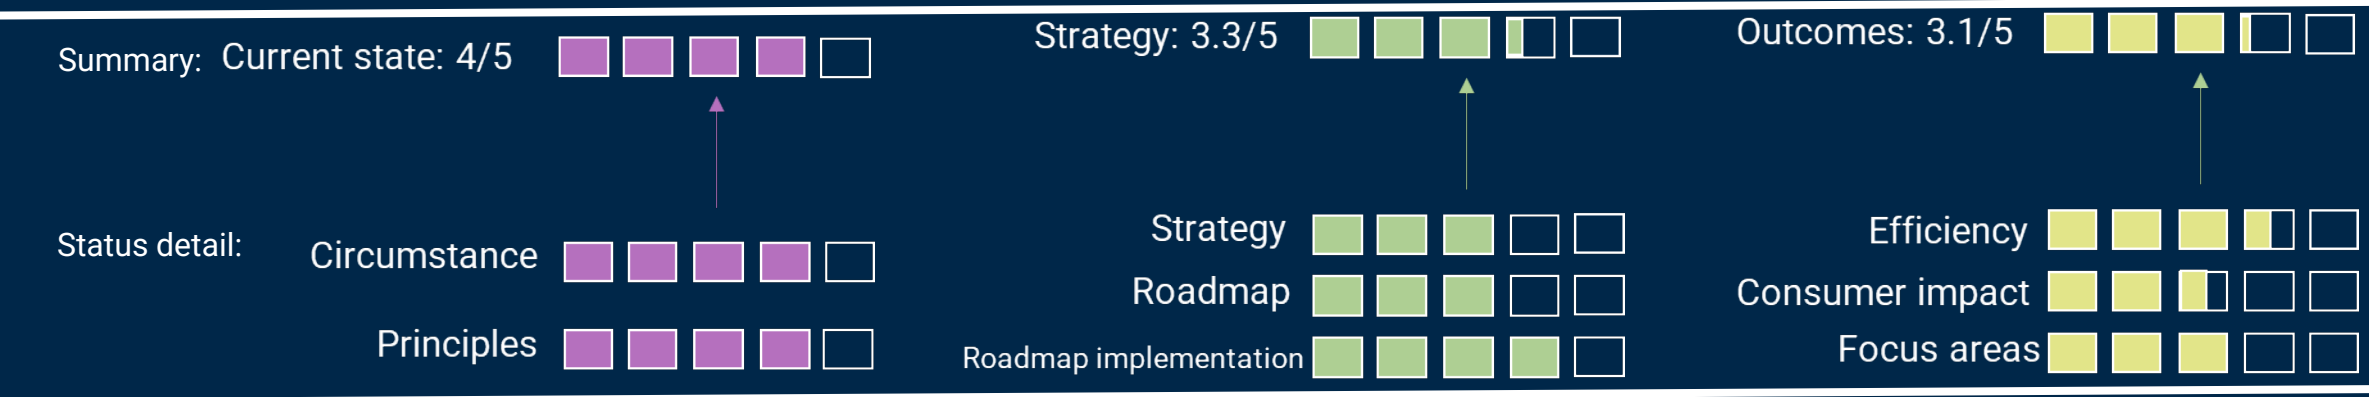 Summary: Current state: 4/5
Strategy: 3.3/5
Outcomes: 3.1/5
Status detail:
Circumstance
Principles
Strategy
Roadmap
Roadmap implementation
Efficiency
Consumer impact
Focus areas